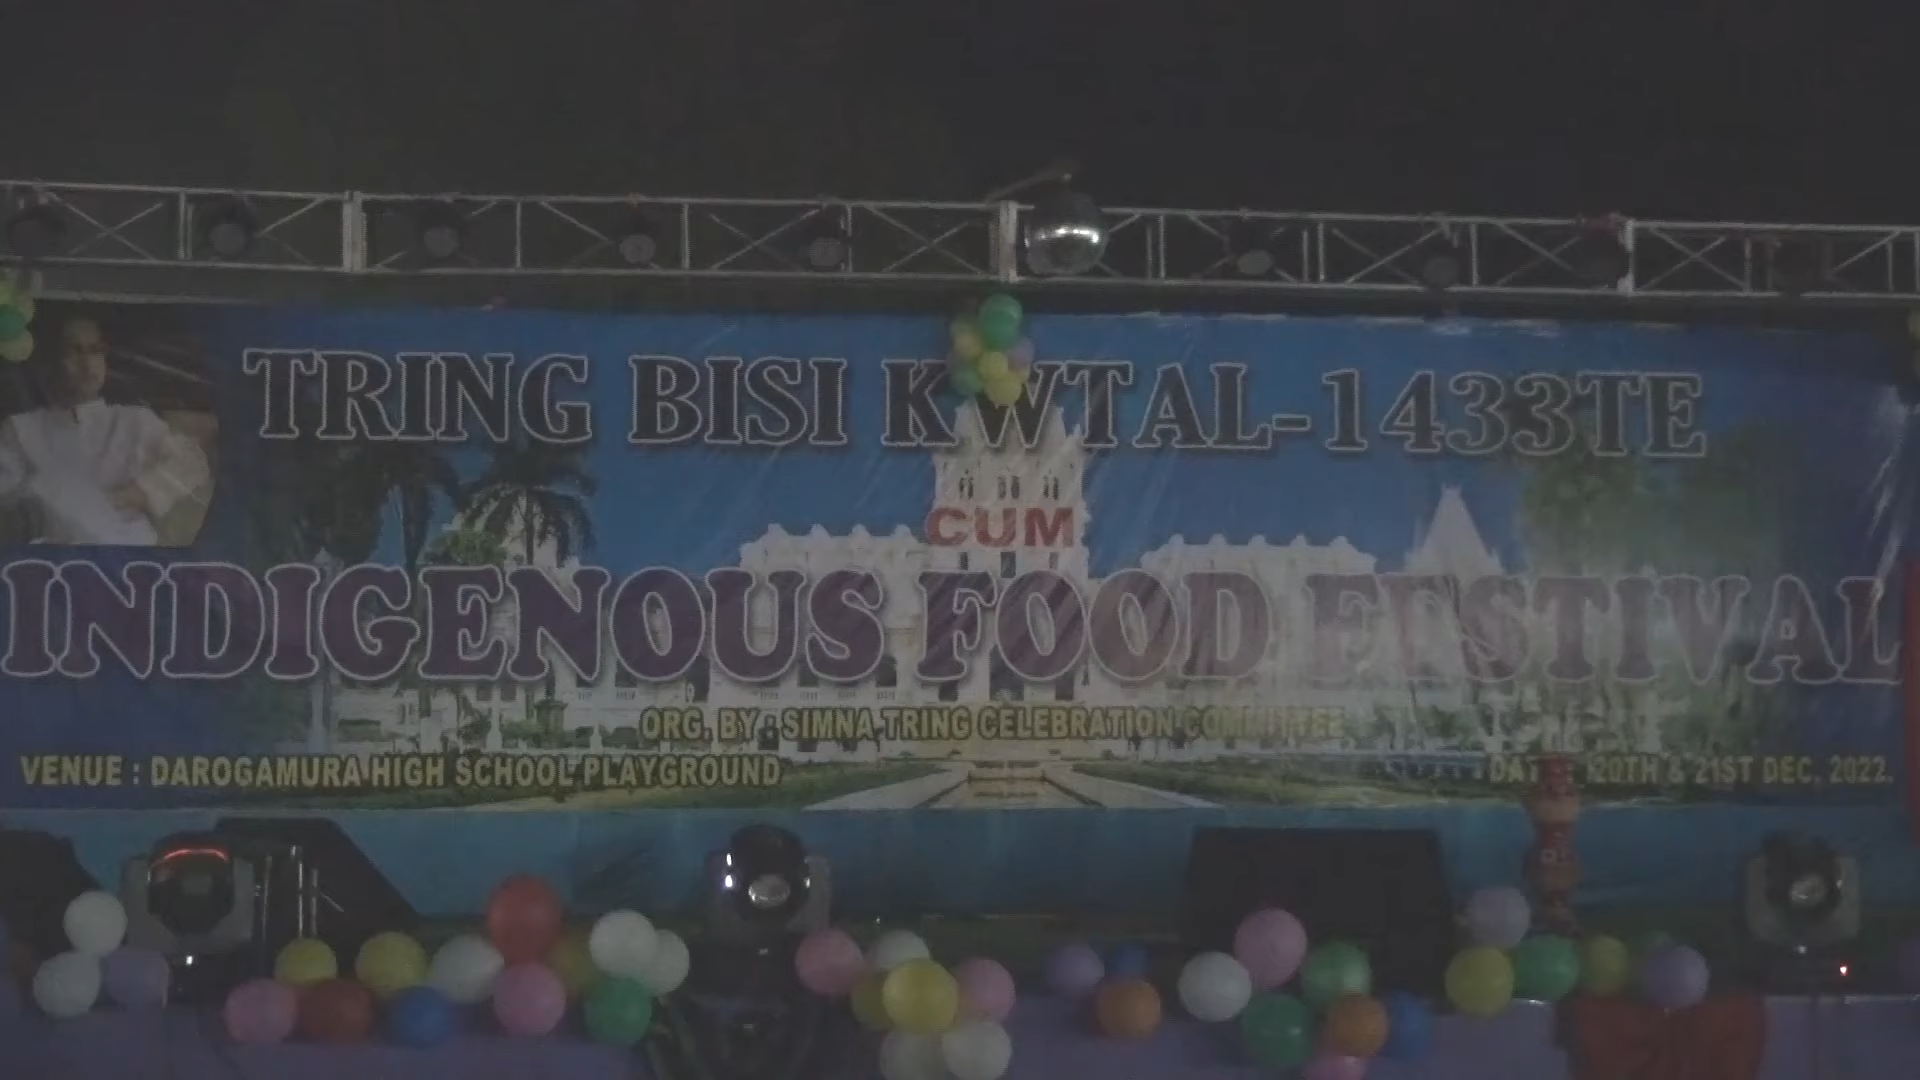 TRING BISI KWTAL-1433TE
CUM
INDIGENOUS FOOD FESTIVAL
ORG. BY : SIMNA TRING CELEBRATION COMMITTEE
VENUE : DAROGAMURA HIGH SCHOOL PLAYGROUND
DATE : 20TH & 21ST DEC, 2022.